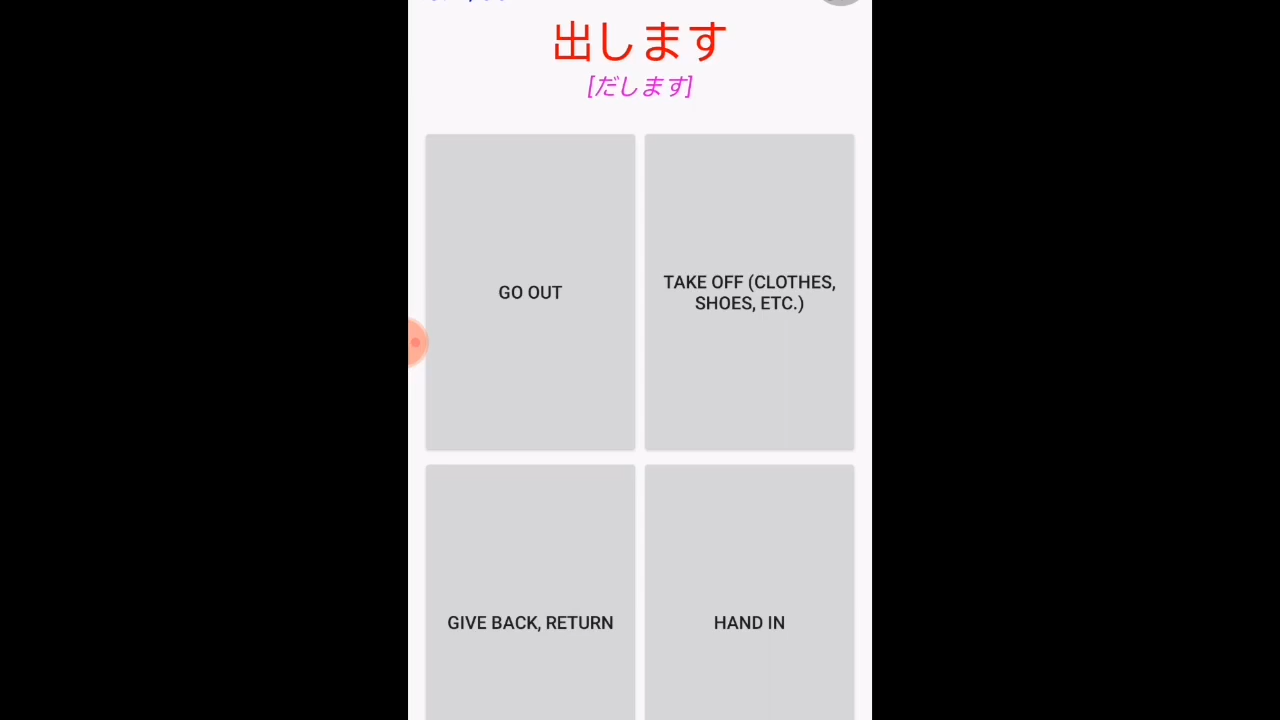 出します
[だします]
GO OUT
TAKE OFF (CLOTHES,
SHOES, ETC.)
GIVE BACK, RETURN
HAND IN